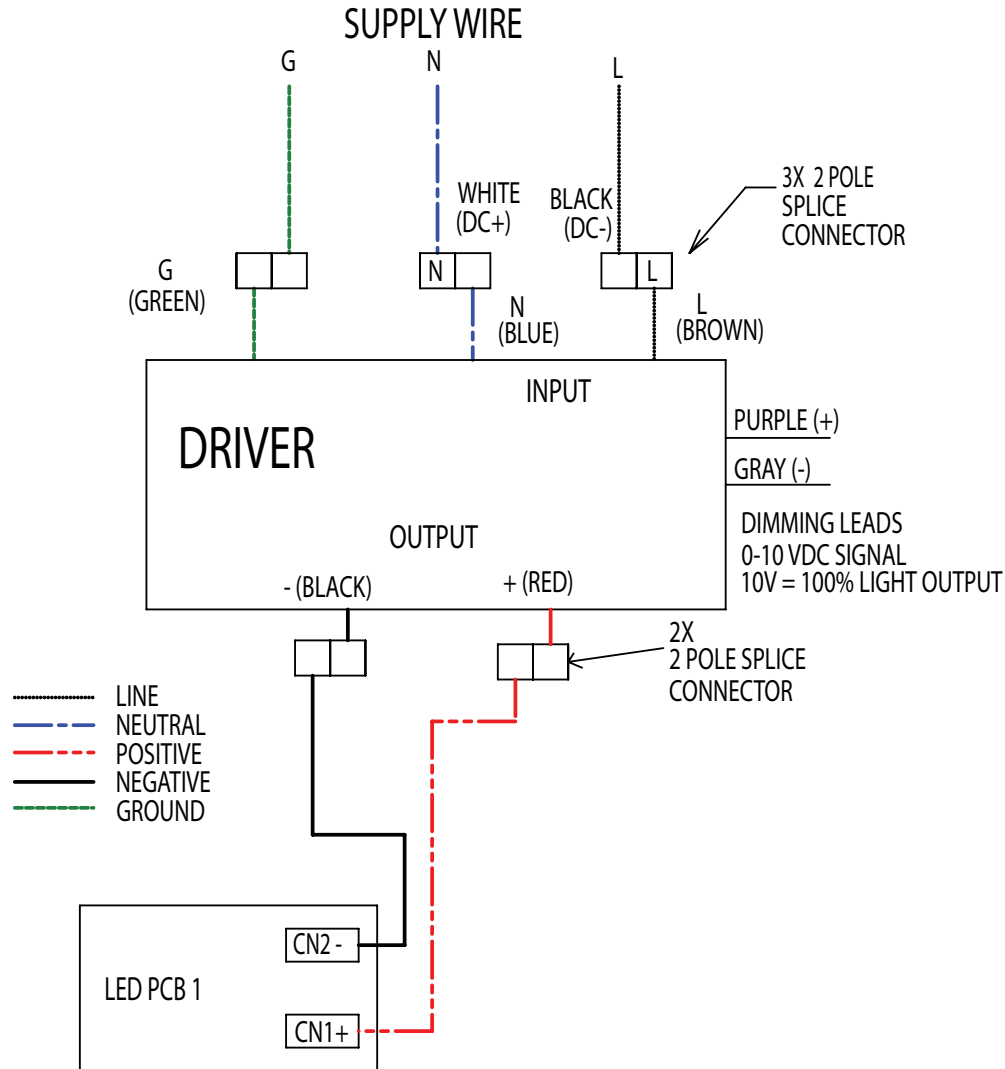 SUPPLY WIRE
G
N
L
WHITE
(DC+)
BLACK
(DC-)
3X 2 POLE
SPLICE
CONNECTOR
G
(GREEN)
N
L
N
(BLUE)
L
(BROWN)
INPUT
DRIVER
PURPLE (+)
GRAY (-)
OUTPUT
DIMMING LEADS
0-10 VDC SIGNAL
10V = 100% LIGHT OUTPUT
- (BLACK)
+ (RED)
2X
2 POLE SPLICE
CONNECTOR
LINE
NEUTRAL
POSITIVE
NEGATIVE
GROUND
CN2 -
LED PCB 1
CN1+